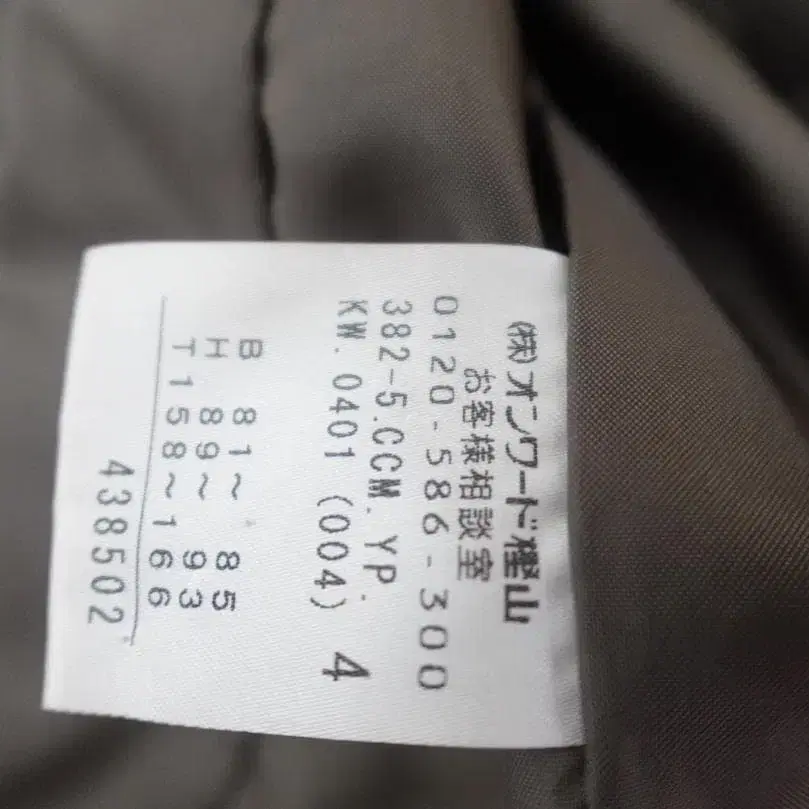 ㈱オンワード樫山
お客様相談室
0120-586-300
382-5.CCM.YP.
KW.0401(004) 4
B 81~ 85
H 89~ 93
T158~166
438502